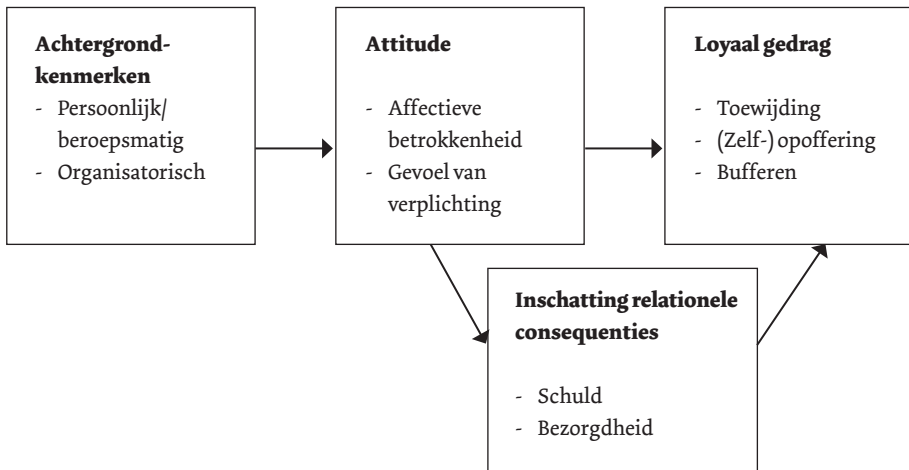 Achtergrond-
kenmerken
- Persoonlijk/
beroepsmatig
- Organisatorisch
Attitude
- Affectieve
betrokkenheid
- Gevoel van
verplichting
Loyaal gedrag
- Toewijding
- (Zelf-) opoffering
- Bufferen
Inschatting relationele
consequenties
- Schuld
- Bezorgdheid